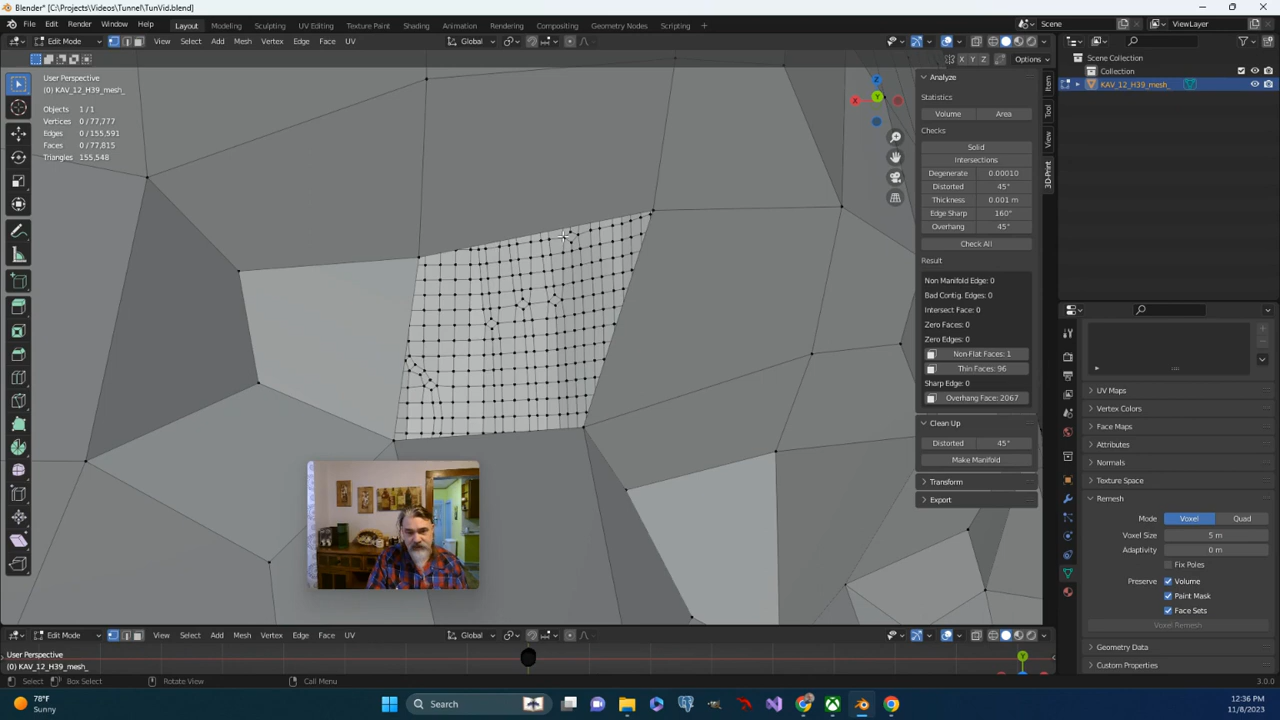 Blender* [C:\Projects\Videos\Tunnel\TunVid.blend]
File Edit Render Window Help Layout Modeling Sculpting UV Editing Texture Paint Shading Animation Rendering Compositing Geometry Nodes Scripting + Scene ViewLayer
Edit Mode View Select Add Mesh Vertex Edge Face UV Global
X Y Z Options
User Perspective
(0) KAV_12_H39_mesh_
Objects 1/1
Vertices 0/77,777
Edges 0/155,591
Faces 0/77,815
Triangles 155,548
X
Z
Y
Analyze
Statistics
Volume Area
Checks
Solid
Intersections
Degenerate 0.00010
Distorted 45°
Thickness 0.001 m
Edge Sharp 160°
Overhang 45°
Check All
Result
Non Manifold Edge: 0
Bad Contig. Edges: 0
Intersect Face: 0
Zero Faces: 0
Zero Edges: 0
Non-Flat Faces: 1
Thin Faces: 96
Sharp Edge: 0
Overhang Face: 2067
Clean Up
Distorted 45°
Make Manifold
Transform
Export
Item
Tool
View
3D-Print
Scene Collection
Collection
KAV_12_H39_mesh_
UV Maps
Vertex Colors
Face Maps
Attributes
Normals
Texture Space
Remesh
Mode Voxel Quad
Voxel Size 5 m
Adaptivity 0 m
Fix Poles
Preserve Volume
Paint Mask
Face Sets
Voxel Remesh
Geometry Data
Custom Properties
Edit Mode View Select Add Mesh Vertex Edge Face UV Global
User Perspective
(0) KAV_12_H39_mesh_
Y
Select Box Select Rotate View Call Menu 3.0.0
78°F
Sunny
Search
12:36 PM
11/8/2023